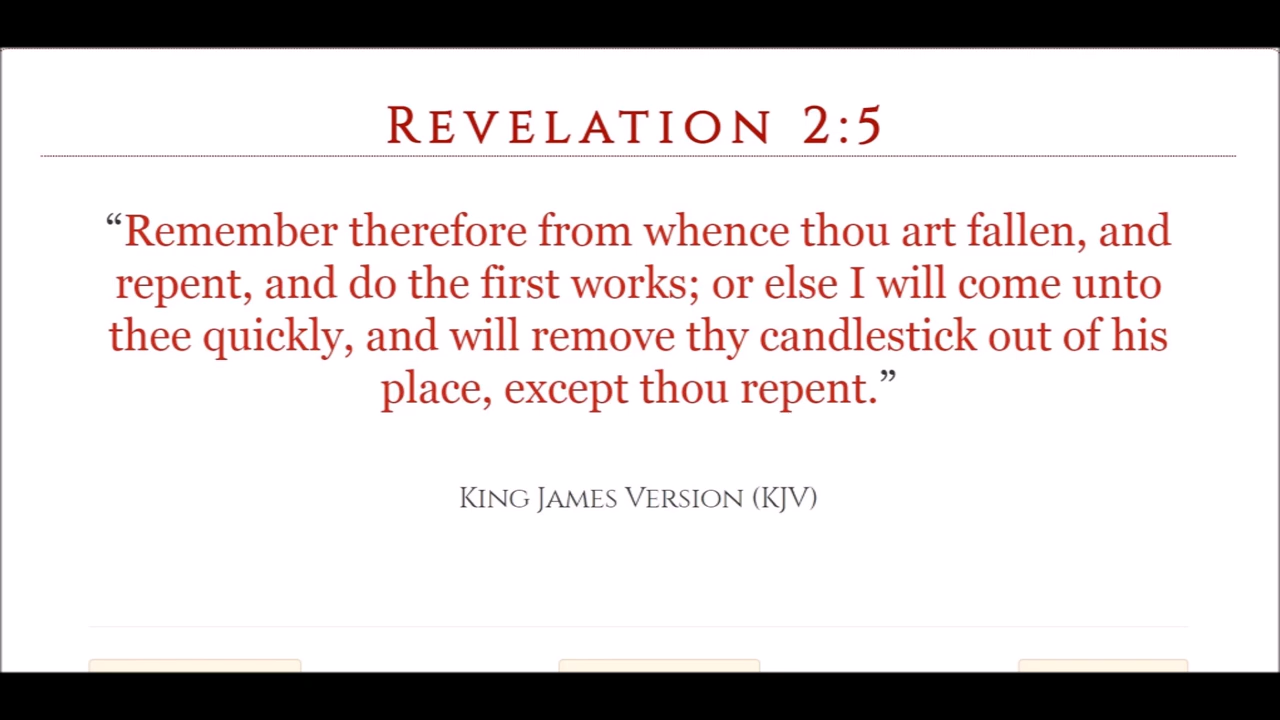 Revelation 2:5
“Remember therefore from whence thou art fallen, and
repent, and do the first works; or else I will come unto
thee quickly, and will remove thy candlestick out of his
place, except thou repent.”
King James Version (KJV)